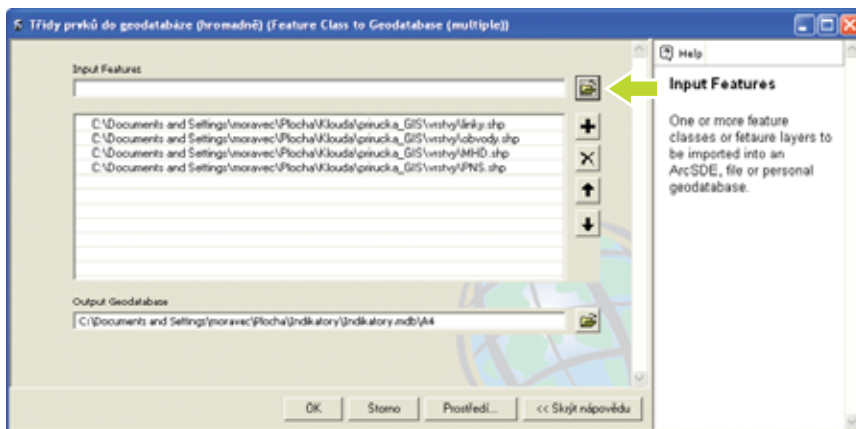 Třídy prvků do geodatabáze (hromadně) (Feature Class to Geodatabase (multiple))
Input Features
C:\Documents and Settings\moravec\Plocha\Klouda\prirucka_GIS\vrstvy\linky.shp
C:\Documents and Settings\moravec\Plocha\Klouda\prirucka_GIS\vrstvy\obvody.shp
C:\Documents and Settings\moravec\Plocha\Klouda\prirucka_GIS\vrstvy\MHD.shp
C:\Documents and Settings\moravec\Plocha\Klouda\prirucka_GIS\vrstvy\PNS.shp
Output Geodatabase
C:\Documents and Settings\moravec\Plocha\Indikatory\Indikatory.mdb\A4
OK
Storno
Prostředí...
<< Skrýt nápovědu
Help
Input Features
One or more feature
classes or fetaure layers to
be imported into an
ArcSDE, file or personal
geodatabase.